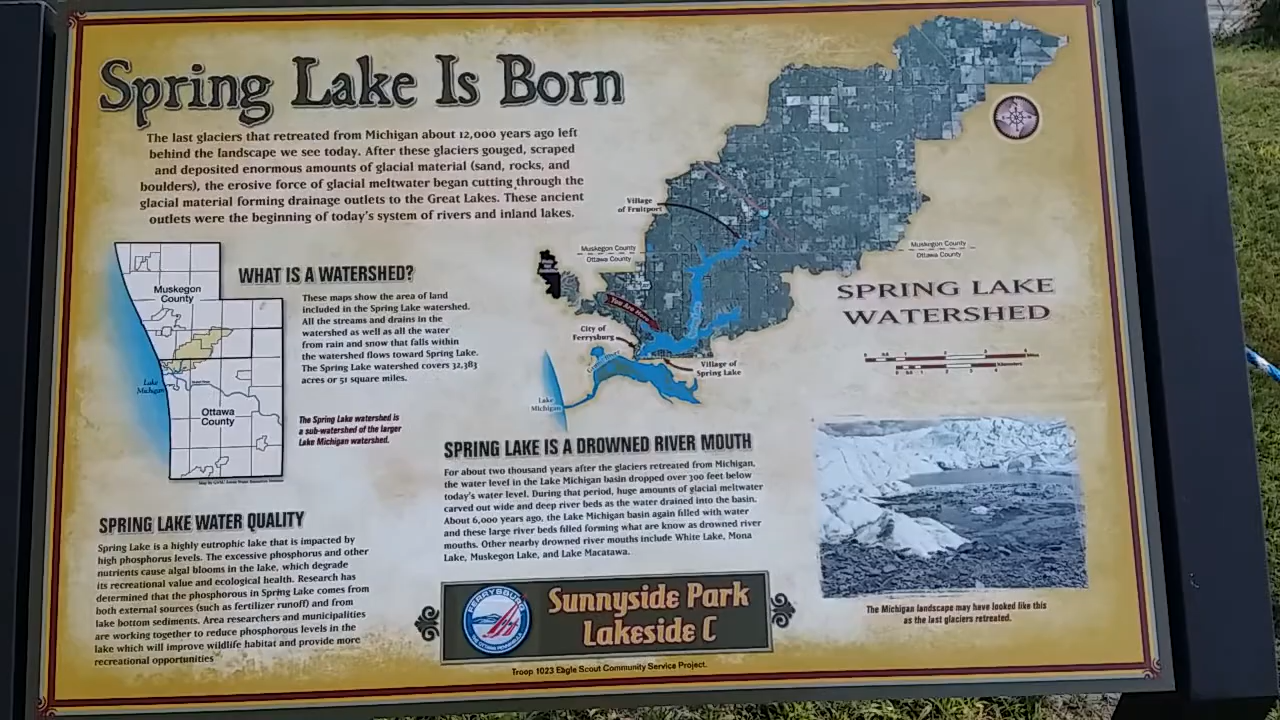 Spring Lake Is Born
The last glaciers that retreated from Michigan about 12,000 years ago left
behind the landscape we see today. After these glaciers gouged, scraped
and deposited enormous amounts of glacial material (sand, rocks, and
boulders), the erosive force of glacial meltwater began cutting through the
glacial material forming drainage outlets to the Great Lakes. These ancient
outlets were the beginning of today's system of rivers and inland lakes.
Muskegon
County
Lake
Michigan
Ottawa
County
WHAT IS A WATERSHED?
These maps show the area of land
included in the Spring Lake watershed.
All the streams and drains in the
watershed as well as all the water
from rain and snow that falls within
the watershed flows toward Spring Lake.
The Spring Lake watershed covers 32,383
acres or 51 square miles.
The Spring Lake watershed is
a sub-watershed of the larger
Lake Michigan watershed.
Village
of Fruitport
Muskegon County
Ottawa County
You Are Here
City of
Ferrysburg
Village of
Spring Lake
Lake
Michigan
Muskegon County
Ottawa County
SPRING LAKE
WATERSHED
Miles
Kilometers
SPRING LAKE WATER QUALITY
Spring Lake is a highly eutrophic lake that is impacted by
high phosphorus levels. The excessive phosphorus and other
nutrients cause algal blooms in the lake, which degrade
its recreational value and ecological health. Research has
determined that the phosphorous in Spring Lake comes from
both external sources (such as fertilizer runoff) and from
lake bottom sediments. Area researchers and municipalities
are working together to reduce phosphorous levels in the
lake which will improve wildlife habitat and provide more
recreational opportunities
SPRING LAKE IS A DROWNED RIVER MOUTH
For about two thousand years after the glaciers retreated from Michigan,
the water level in the Lake Michigan basin dropped over 300 feet below
today's water level. During that period, huge amounts of glacial meltwater
carved out wide and deep river beds as the water drained into the basin.
About 6,000 years ago, the Lake Michigan basin again filled with water
and these large river beds filled forming what are know as drowned river
mouths. Other nearby drowned river mouths include White Lake, Mona
Lake, Muskegon Lake, and Lake Macatawa.
The Michigan landscape may have looked like this
as the last glaciers retreated.
FERRYSBURG
Sunnyside Park
Lakeside C
Troop 1023 Eagle Scout Community Service Project.